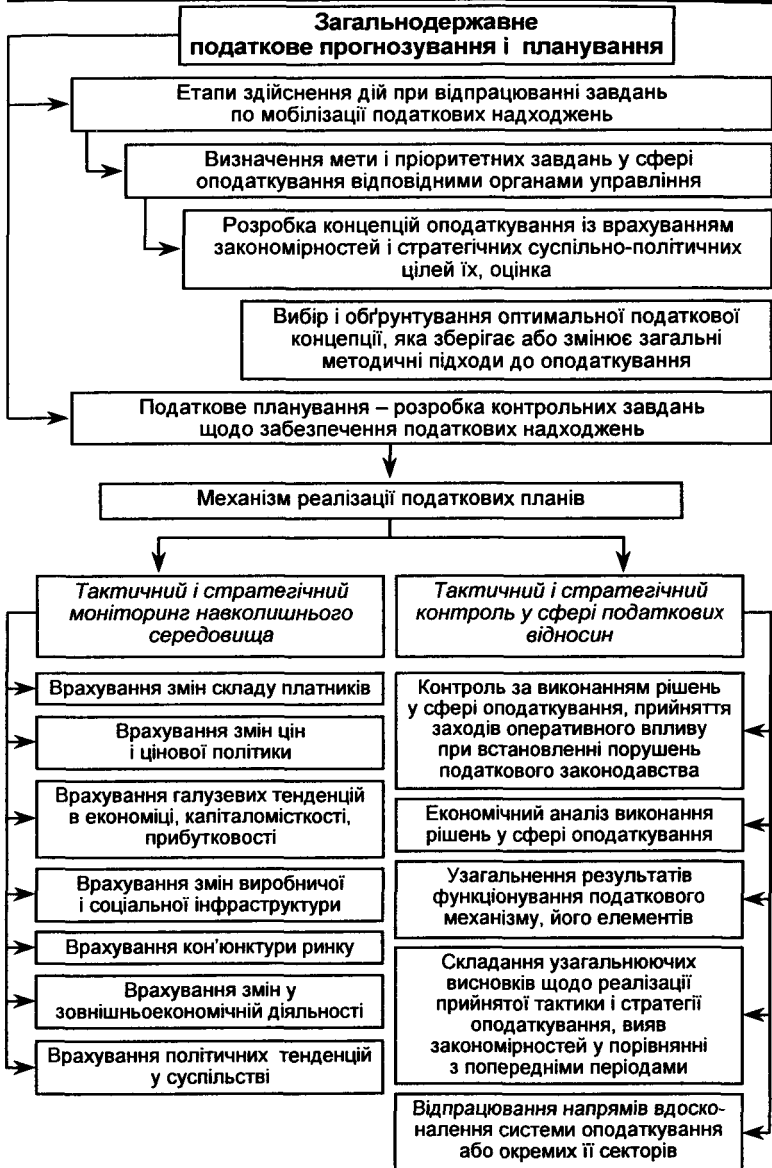 Загальнодержавне
податкове прогнозування і планування
Етапи здійснення дій при відпрацюванні завдань
по мобілізації податкових надходжень
Визначення мети і пріоритетних завдань у сфері
оподаткування відповідними органами управління
Розробка концепцій оподаткування із врахуванням
закономірностей і стратегічних суспільно-політичних
цілей їх, оцінка
Вибір і обґрунтування оптимальної податкової
концепції, яка зберігає або змінює загальні
методичні підходи до оподаткування
Податкове планування – розробка контрольних завдань
щодо забезпечення податкових надходжень
Механізм реалізації податкових планів
Тактичний і стратегічний
моніторинг навколишнього
середовища
Врахування змін складу платників
Врахування змін цін
і цінової політики
Врахування галузевих тенденцій
в економіці, капіталомісткості,
прибутковості
Врахування змін виробничої
і соціальної інфраструктури
Врахування кон'юнктури ринку
Врахування змін у
зовнішньоекономічній діяльності
Врахування політичних тенденцій
у суспільстві
Тактичний і стратегічний
контроль у сфері податкових
відносин
Контроль за виконанням рішень
у сфері оподаткування, прийняття
заходів оперативного впливу
при встановленні порушень
податкового законодавства
Економічний аналіз виконання
рішень у сфері оподаткування
Узагальнення результатів
функціонування податкового
механізму, його елементів
Складання узагальнюючих
висновків щодо реалізації
прийнятої тактики і стратегії
оподаткування, вияв
закономірностей у порівнянні
з попередніми періодами
Відпрацювання напрямів вдоско-
налення системи оподаткування
або окремих її секторів